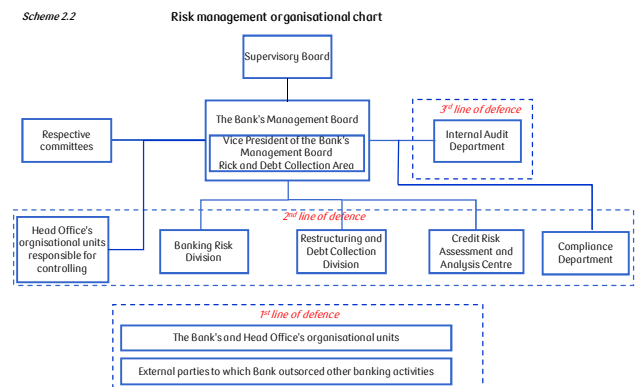 Scheme 2.2
Risk management organisational chart
Supervisory Board
The Bank's Management Board
Vice President of the Bank's
Management Board
Rick and Debt Collection Area
Respective
committees
3rd line of defence
Internal Audit
Department
2nd line of defence
Head Office's
orgnisational units
responsible for
controlling
Banking Risk
Division
Restructuring and
Debt Collection
Division
Credit Risk
Assessment and
Analysis Centre
Compliance
Department
1st line of defence
The Bank's and Head Office's organisational units
External parties to which Bank outsorced other banking activities